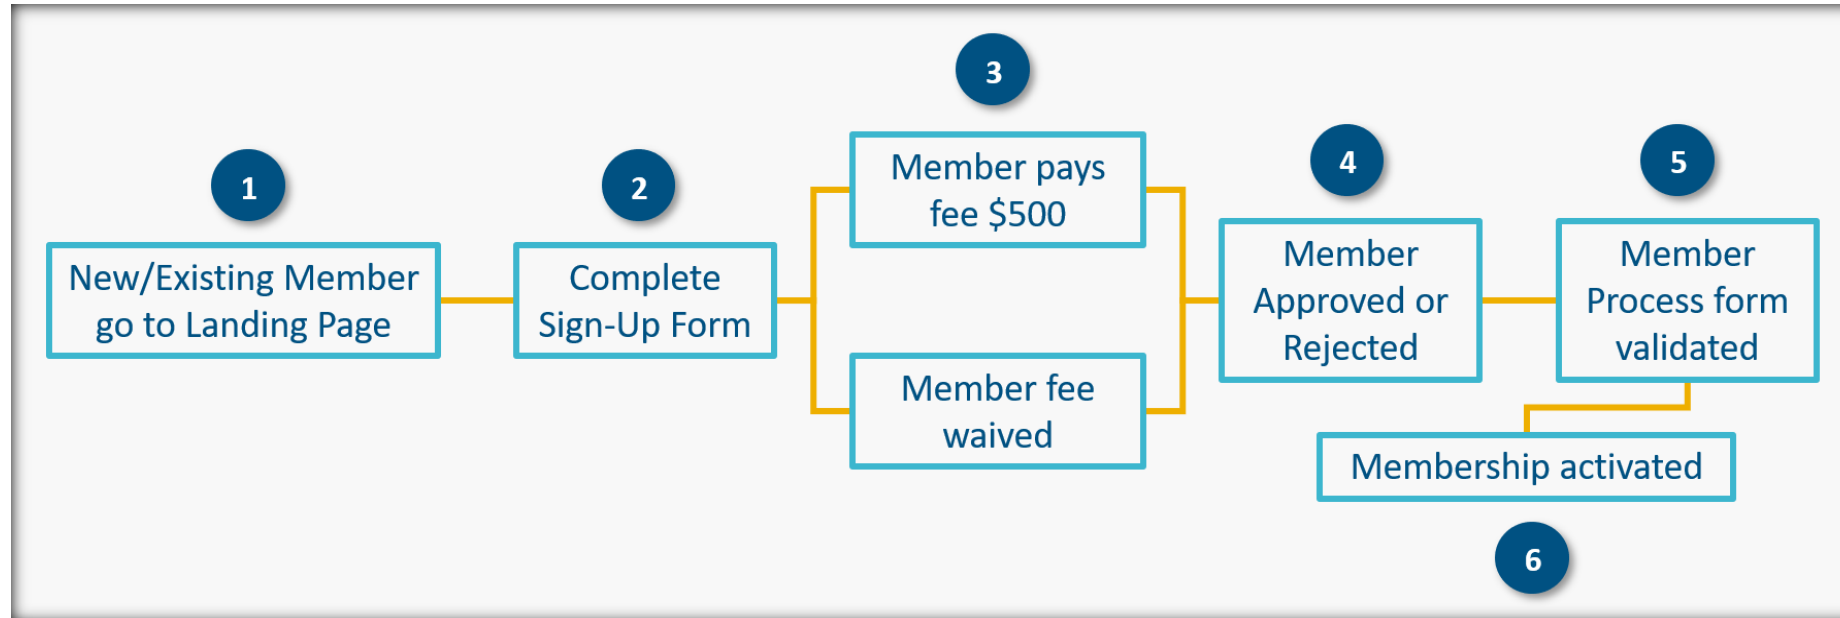 1
New/Existing Member
go to Landing Page
2
Complete
Sign-Up Form
3
Member pays
fee $500
Member fee
waived
4
Member
Approved or
Rejected
5
Member
Process form
validated
Membership activated
6